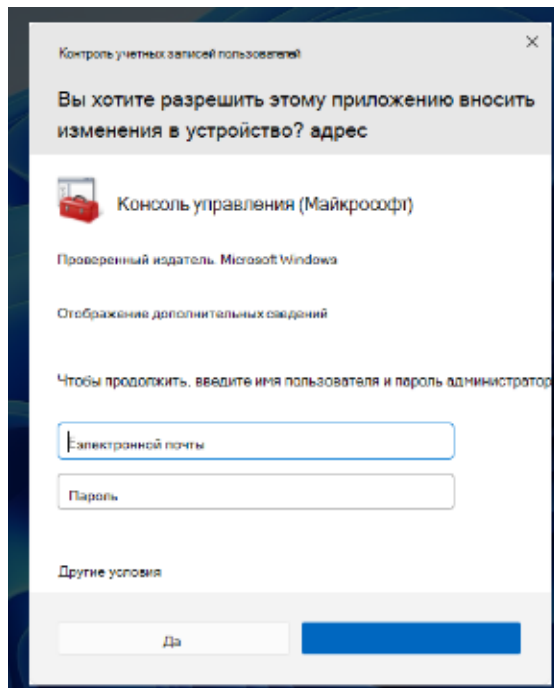 Контроль учетных записей пользователей
Вы хотите разрешить этому приложению вносить
изменения в устройство? адрес
Консоль управления (Майкрософт)
Проверенный издатель. Microsoft Windows
Отображение дополнительных сведений
Чтобы продолжить, введите имя пользователя и пароль администратор
Eэлектронной почты
Пароль
Другие условия
Да